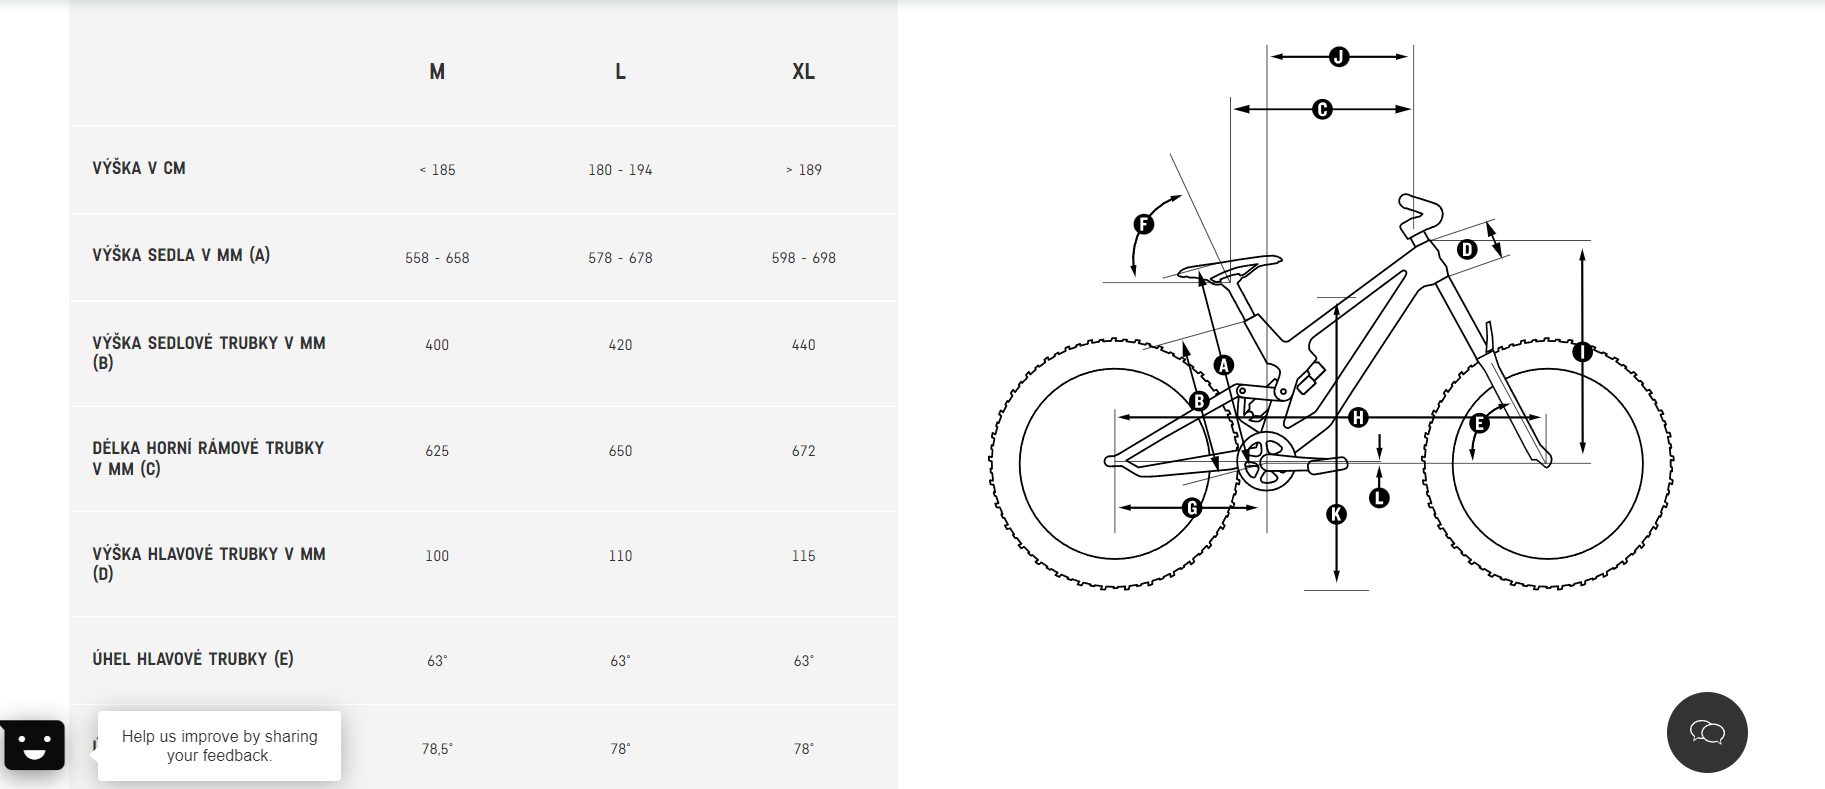 M L XL
VÝŠKA V CM < 185 180 - 194 > 189
VÝŠKA SEDLA V MM (A) 558 - 658 578 - 678 598 - 698
VÝŠKA SEDLOVÉ TRUBKY V MM
(B) 400 420 440
DÉLKA HORNÍ RÁMOVÉ TRUBKY
V MM (C) 625 650 672
VÝŠKA HLAVOVÉ TRUBKY V MM
(D) 100 110 115
ÚHEL HLAVOVÉ TRUBKY (E) 63° 63° 63°
78,5° 78° 78°
Help us improve by sharing
your feedback.
J
C
F
D
I
A
B
H
E
G
L
K